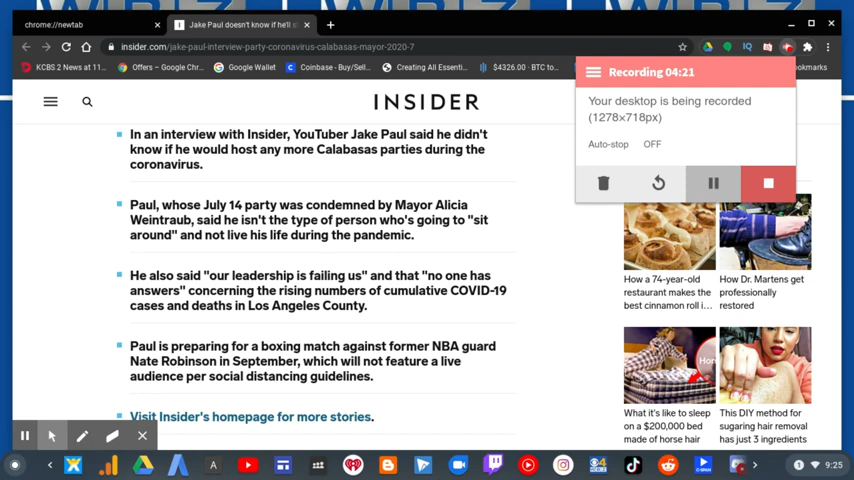 chrome://newtab
Jake Paul doesn't know if he'll s
insider.com/jake-paul-interview-party-coronavirus-calabasas-mayor-2020-7
KCBS 2 News at 11...
Offers – Google Chr...
Google Wallet
Coinbase - Buy/Sell...
Creating All Essenti...
$4326.00 - BTC to...
okmarks
Recording 04:21
Your desktop is being recorded
(1278×718px)
Auto-stop OFF
INSIDER
In an interview with Insider, YouTuber Jake Paul said he didn't
know if he would host any more Calabasas parties during the
coronavirus.
Paul, whose July 14 party was condemned by Mayor Alicia
Weintraub, said he isn't the type of person who's going to "sit
around" and not live his life during the pandemic.
He also said "our leadership is failing us" and that "no one has
answers" concerning the rising numbers of cumulative COVID-19
cases and deaths in Los Angeles County.
Paul is preparing for a boxing match against former NBA guard
Nate Robinson in September, which will not feature a live
audience per social distancing guidelines.
Visit Insider's homepage for more stories.
How a 74-year-old
restaurant makes the
best cinnamon roll i...
How Dr. Martens get
professionally
restored
Hor
What it's like to sleep
on a $200,000 bed
made of horse hair
This DIY method for
sugaring hair removal
has just 3 ingredients
1
9:25